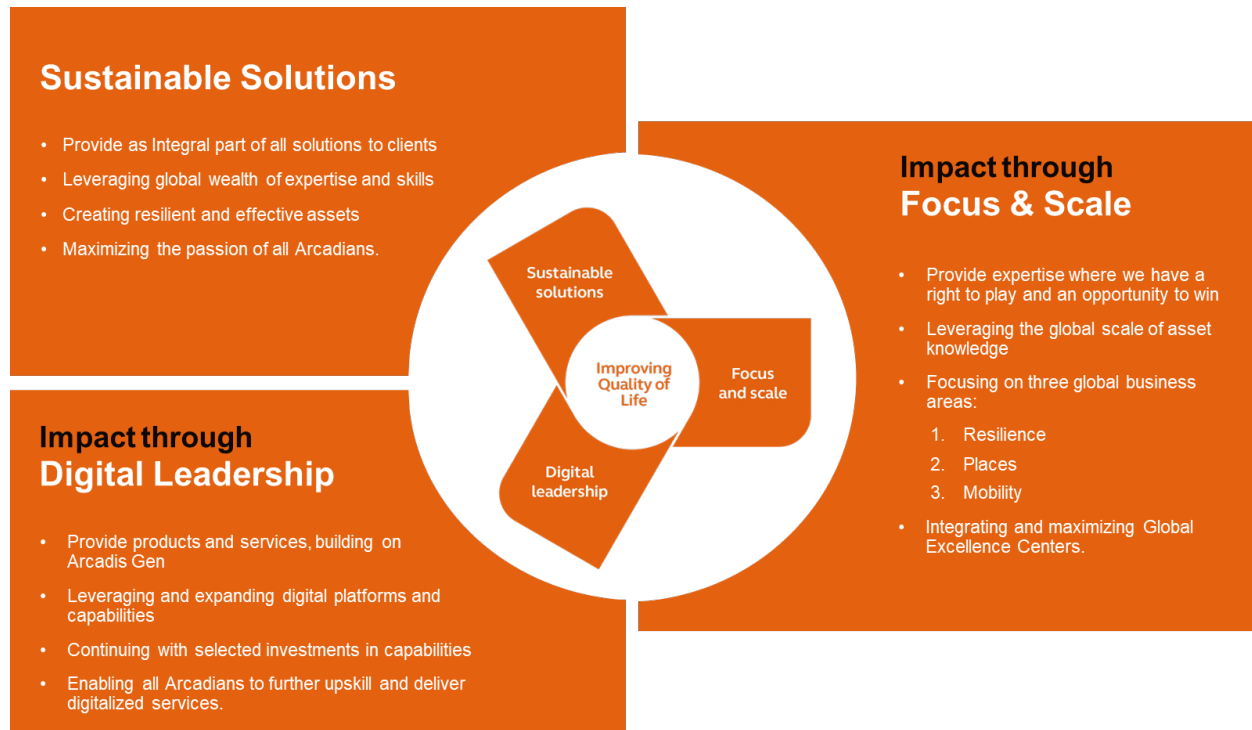 Sustainable Solutions
• Provide as Integral part of all solutions to clients
• Leveraging global wealth of expertise and skills
• Creating resilient and effective assets
• Maximizing the passion of all Arcadians.
Impact through
Digital Leadership
• Provide products and services, building on
Arcadis Gen
• Leveraging and expanding digital platforms and
capabilities
• Continuing with selected investments in capabilities
• Enabling all Arcadians to further upskill and deliver
digitalized services.
Sustainable
solutions
Improving
Quality of
Life
Focus
and scale
Digital
leadership
Impact through
Focus & Scale
• Provide expertise where we have a
right to play and an opportunity to win
• Leveraging the global scale of asset
knowledge
• Focusing on three global business
areas:
1. Resilience
2. Places
3. Mobility
• Integrating and maximizing Global
Excellence Centers.